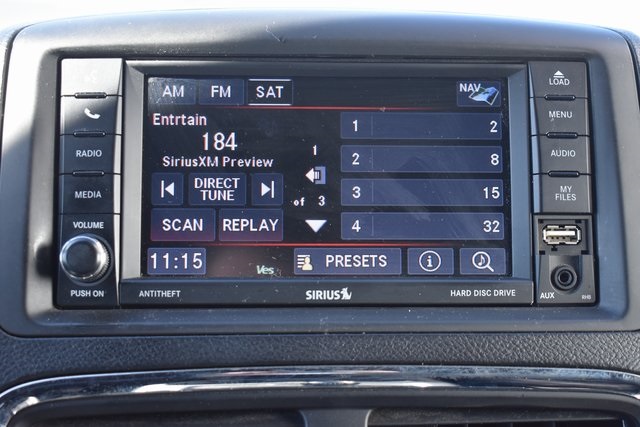 AM FM SAT NAV
Entrtain
184
SiriusXM Preview
DIRECT
TUNE
SCAN REPLAY
1
of 3
1 2
2 8
3 15
4 32
11:15 Ves PRESETS
RADIO
MEDIA
VOLUME
PUSH ON
LOAD
MENU
AUDIO
MY
FILES
AUX RHB
ANTITHEFT SIRIUS HARD DISC DRIVE